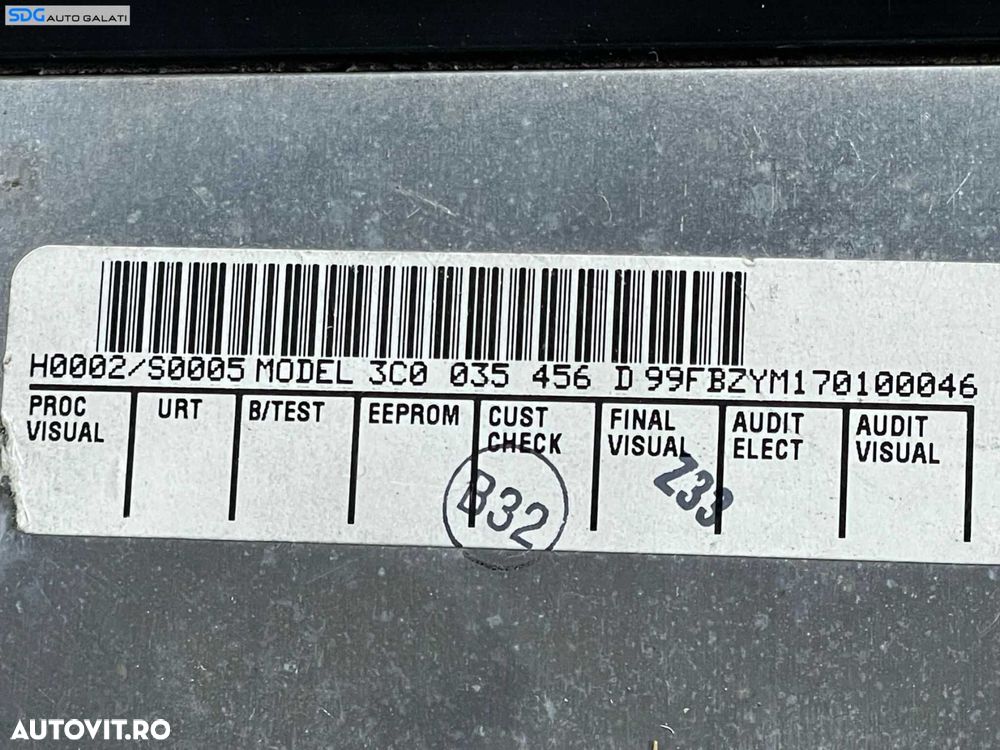 SDG AUTO GALATI
H0002/S0005 MODEL 3C0 035 456 D 99FBZYM170100046
PROC VISUAL
URT
B/TEST
EEPROM
CUST CHECK
FINAL VISUAL
AUDIT ELECT
AUDIT VISUAL
B32
Z33
AUTOVIT.RO